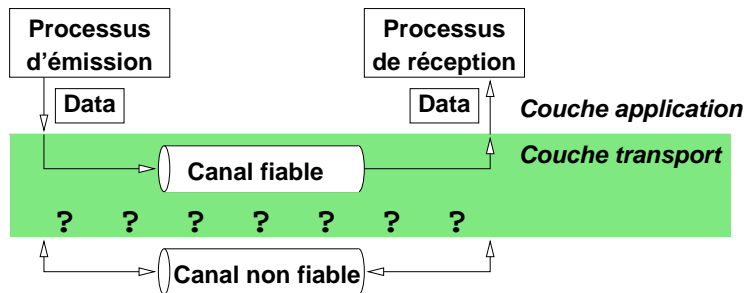 Processus
d'émission
Processus
de réception
Data
Data
Couche application
Couche transport
Canal fiable
? ? ? ? ? ? ?
Canal non fiable